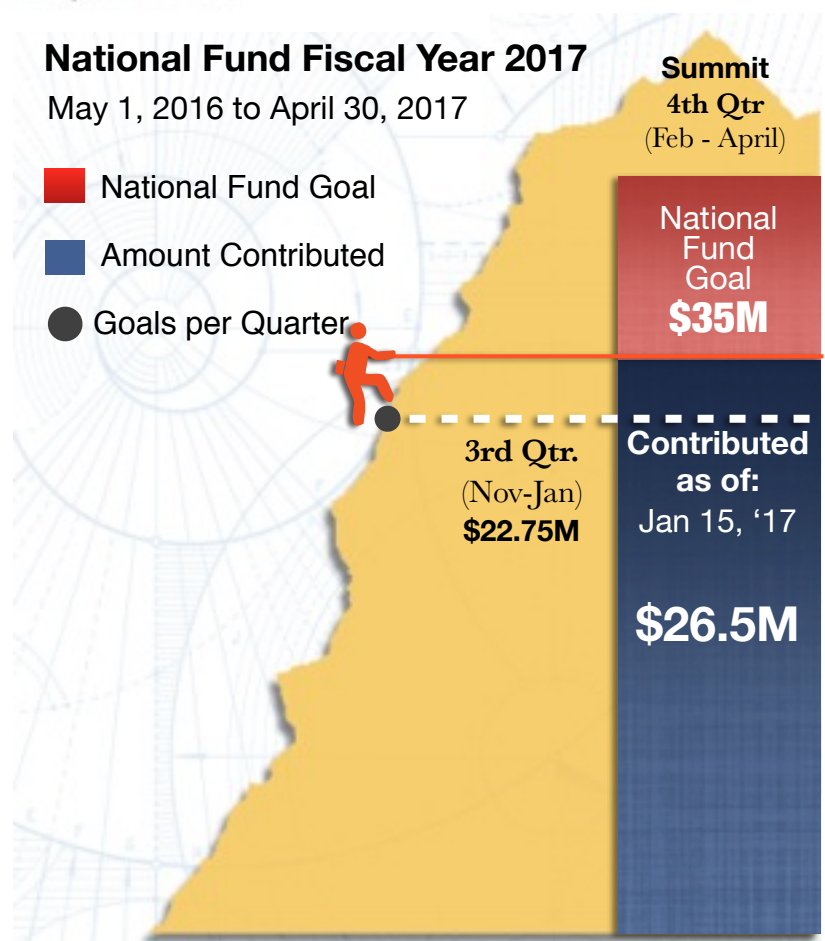 National Fund Fiscal Year 2017
May 1, 2016 to April 30, 2017
National Fund Goal
Amount Contributed
Goals per Quarter
Summit
4th Qtr
(Feb - April)
National
Fund
Goal
$35M
3rd Qtr.
(Nov-Jan)
$22.75M
Contributed
as of:
Jan 15, ‘17
$26.5M